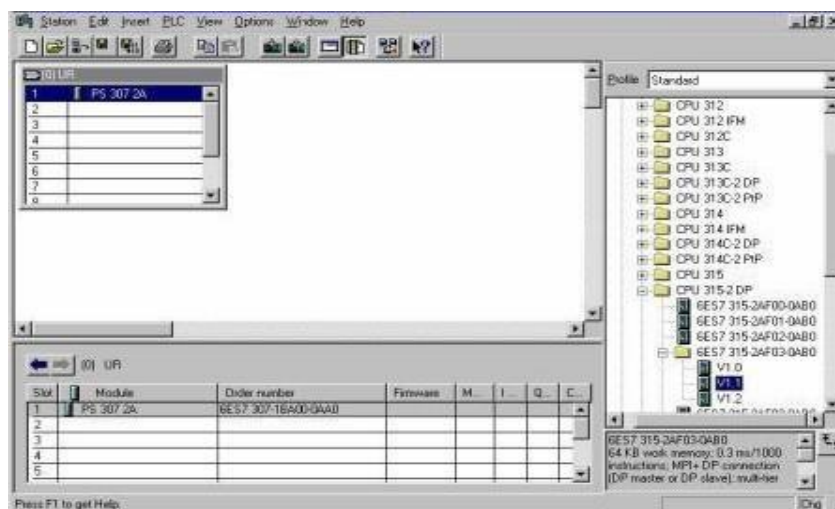 Station Edit Insert PLC View Options Window Help
(0) UR
1 PS 307 2A
2
3
4
5
6
7
8
Profile Standard
CPU 312
CPU 312 IFM
CPU 312C
CPU 313
CPU 313C
CPU 313C-2 DP
CPU 313C-2 PtP
CPU 314
CPU 314 IFM
CPU 314C-2 DP
CPU 314C-2 PtP
CPU 315
CPU 315-2 DP
6ES7 315-2AF00-0AB0
6ES7 315-2AF01-0AB0
6ES7 315-2AF02-0AB0
6ES7 315-2AF03-0AB0
V1.0
V1.1
V1.2
(0) UR
Slot Module Order number Firmware M... I... Q... C...
1 PS 307 2A 6ES7 307-1BA00-0AA0
2
3
4
5
6ES7 315-2AF03-0AB0
64 KB work memory; 0.3 ms/1000
instructions; MPI+ DP connection
(DP master or DP slave); multi-tier
Press F1 to get Help.
Chg